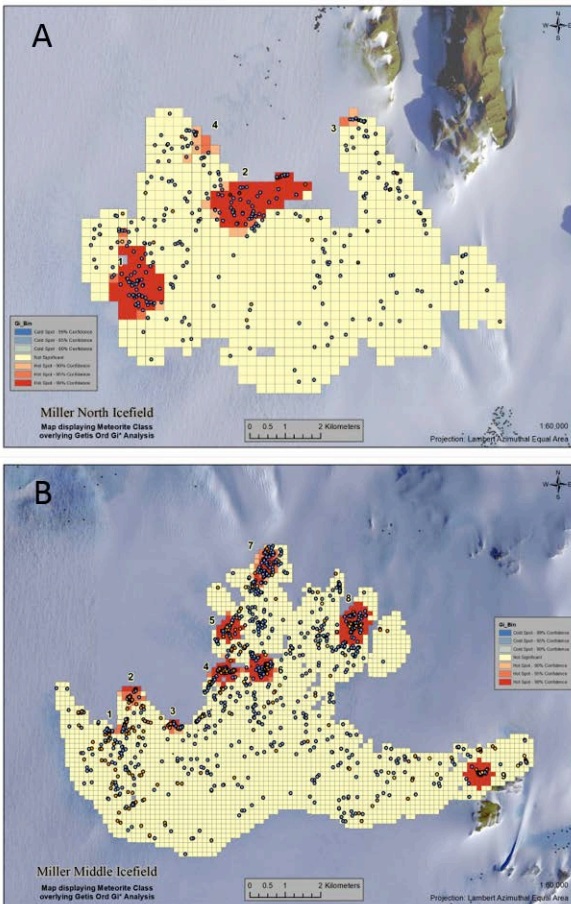 A
N
W E
S
4
3
2
1
Gi_Bin
Cold Spot - 99% Confidence
Cold Spot - 95% Confidence
Cold Spot - 90% Confidence
Not Significant
Hot Spot - 90% Confidence
Hot Spot - 95% Confidence
Hot Spot - 99% Confidence
Miller North Icefield
Map displaying Meteorite Class
overlying Getis Ord Gi* Analysis
0 0.5 1 2 Kilometers
1:60,000
Projection: Lambert Azimuthal Equal Area
B
N
W E
S
7
8
5
4
6
2
1
3
9
Gi_Bin
Cold Spot - 99% Confidence
Cold Spot - 95% Confidence
Cold Spot - 90% Confidence
Not Significant
Hot Spot - 90% Confidence
Hot Spot - 95% Confidence
Hot Spot - 99% Confidence
Miller Middle Icefield
Map displaying Meteorite Class
overlying Getis Ord Gi* Analysis
0 0.5 1 2 Kilometers
1:60,000
Projection: Lambert Azimuthal Equal Area